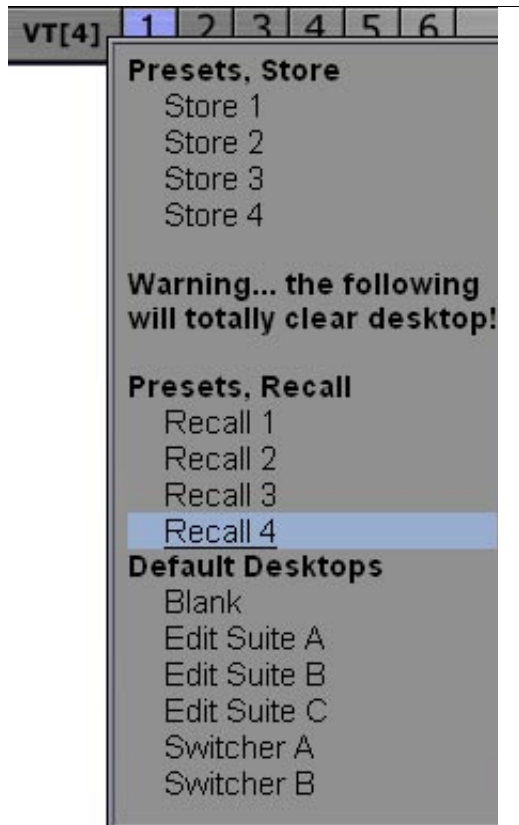 VT[4] 1 2 3 4 5 6
Presets, Store
Store 1
Store 2
Store 3
Store 4
Warning... the following
will totally clear desktop!
Presets, Recall
Recall 1
Recall 2
Recall 3
Recall 4
Default Desktops
Blank
Edit Suite A
Edit Suite B
Edit Suite C
Switcher A
Switcher B